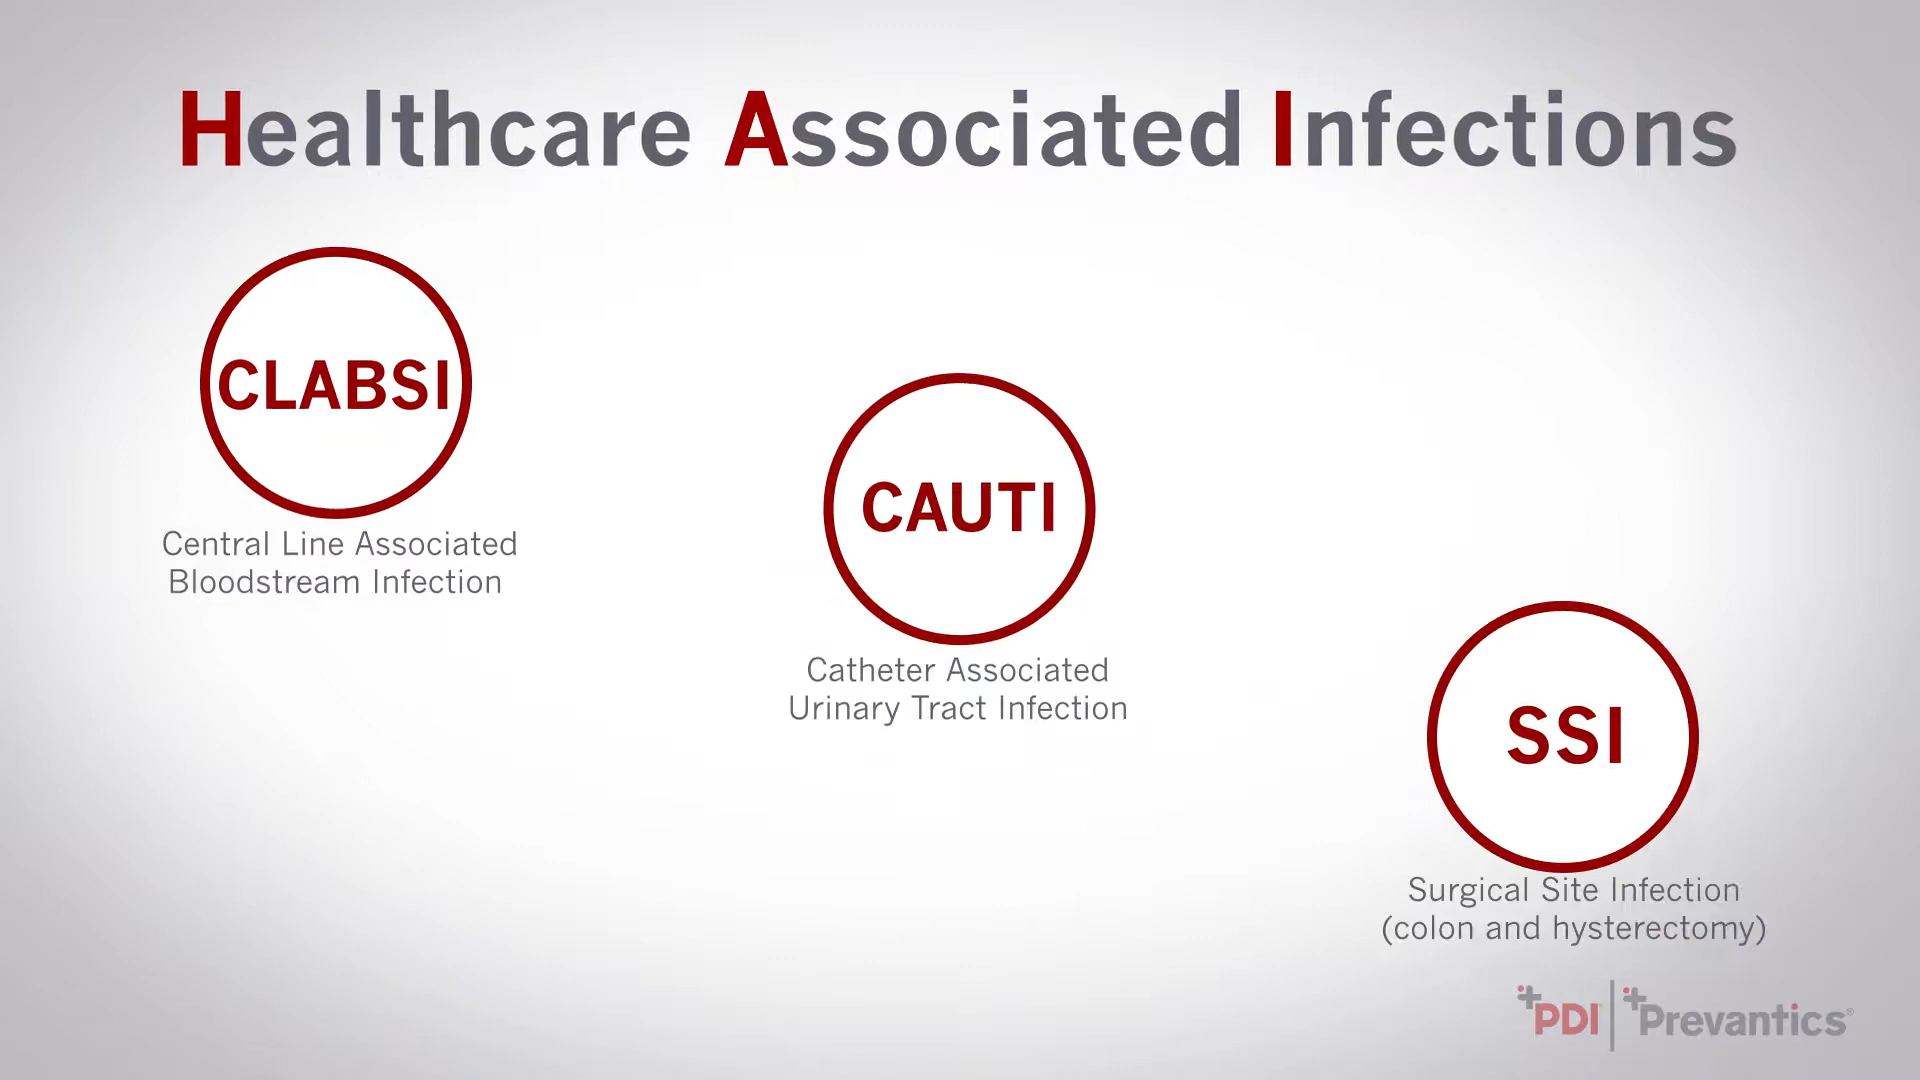 Healthcare Associated Infections
CLABSI
Central Line Associated
Bloodstream Infection
CAUTI
Catheter Associated
Urinary Tract Infection
SSI
Surgical Site Infection
(colon and hysterectomy)
PDI | Prevantics®